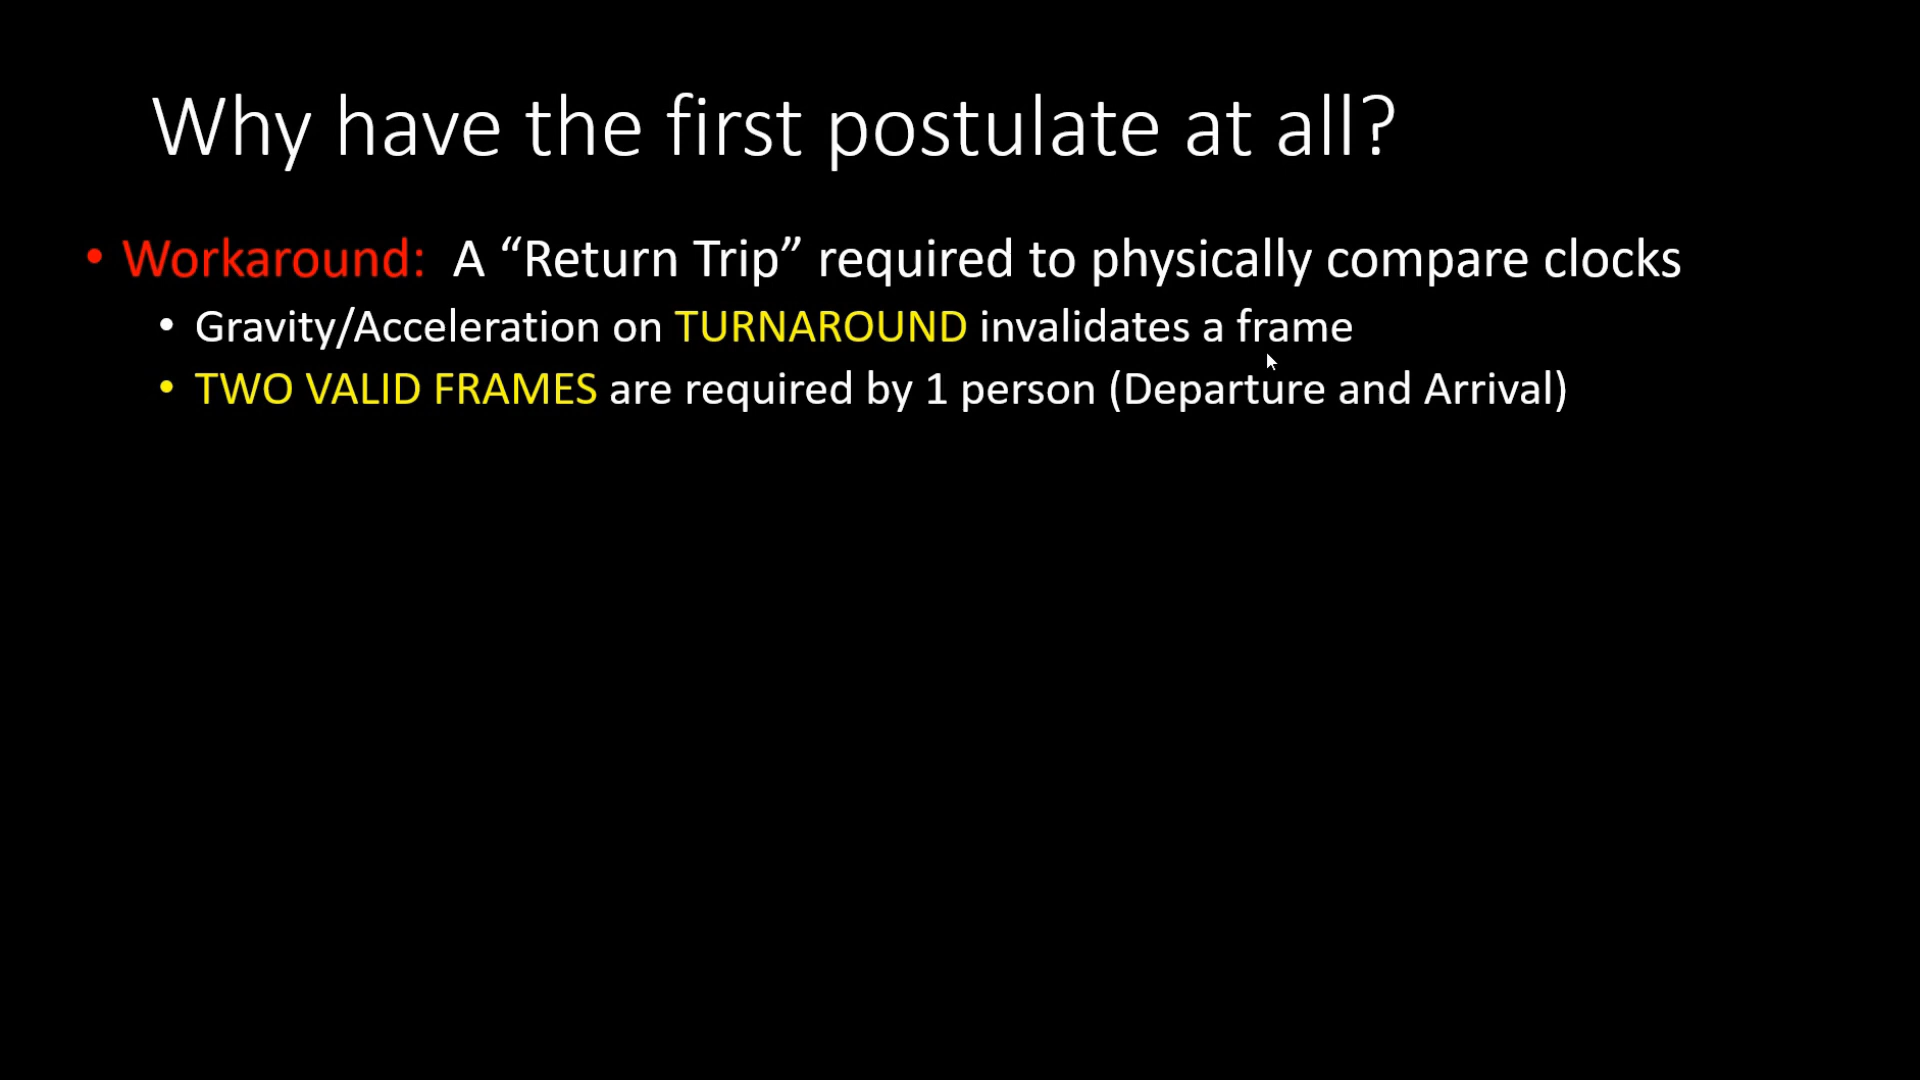 Why have the first postulate at all?
• Workaround: A “Return Trip” required to physically compare clocks
• Gravity/Acceleration on TURNAROUND invalidates a frame
• TWO VALID FRAMES are required by 1 person (Departure and Arrival)